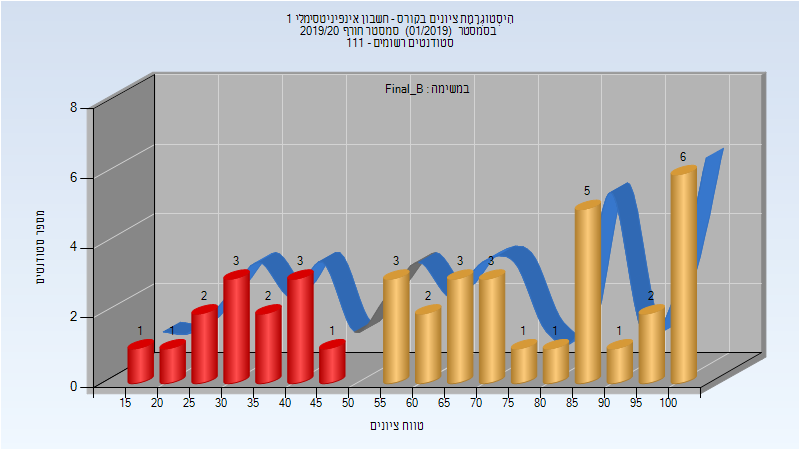 היסטוגרמת ציונים בקורס - חשבון אינפיניטסימלי 1
בסמסטר (01/2019) סמסטר חורף 2019/20
סטודנטים רשומים - 111
במשימה : Final_B
מספר סטודנטים
8
6
4
2
0
1 1 2 3 2 3 1 3 2 3 3 1 1 5 1 2 6
15 20 25 30 35 40 45 50 55 60 65 70 75 80 85 90 95 100
טווח ציונים